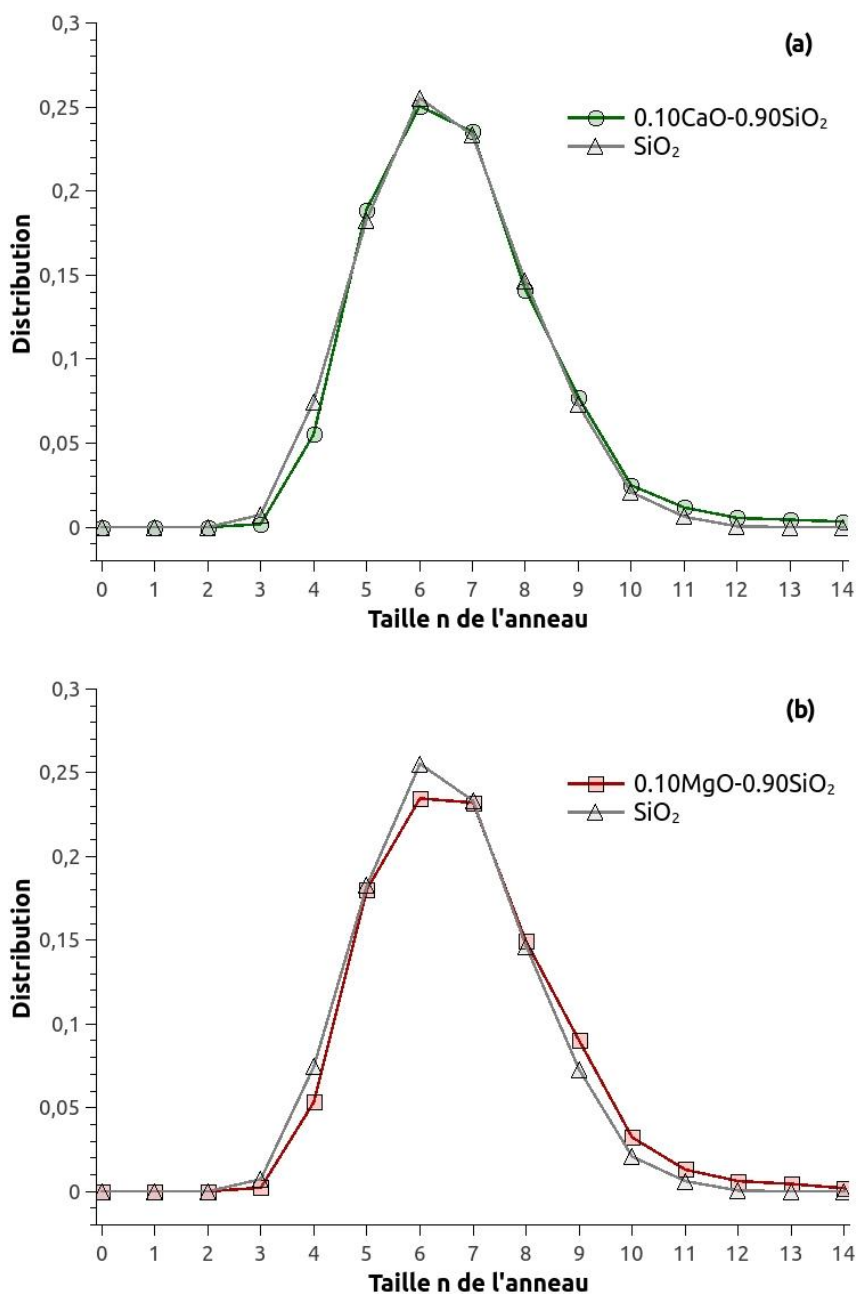 (a)
0,3
0,25
0,2
0,15
0,1
0,05
0
Distribution
0.10CaO-0.90SiO₂
SiO₂
0 1 2 3 4 5 6 7 8 9 10 11 12 13 14
Taille n de l'anneau
(b)
0,3
0,25
0,2
0,15
0,1
0,05
0
Distribution
0.10MgO-0.90SiO₂
SiO₂
0 1 2 3 4 5 6 7 8 9 10 11 12 13 14
Taille n de l'anneau